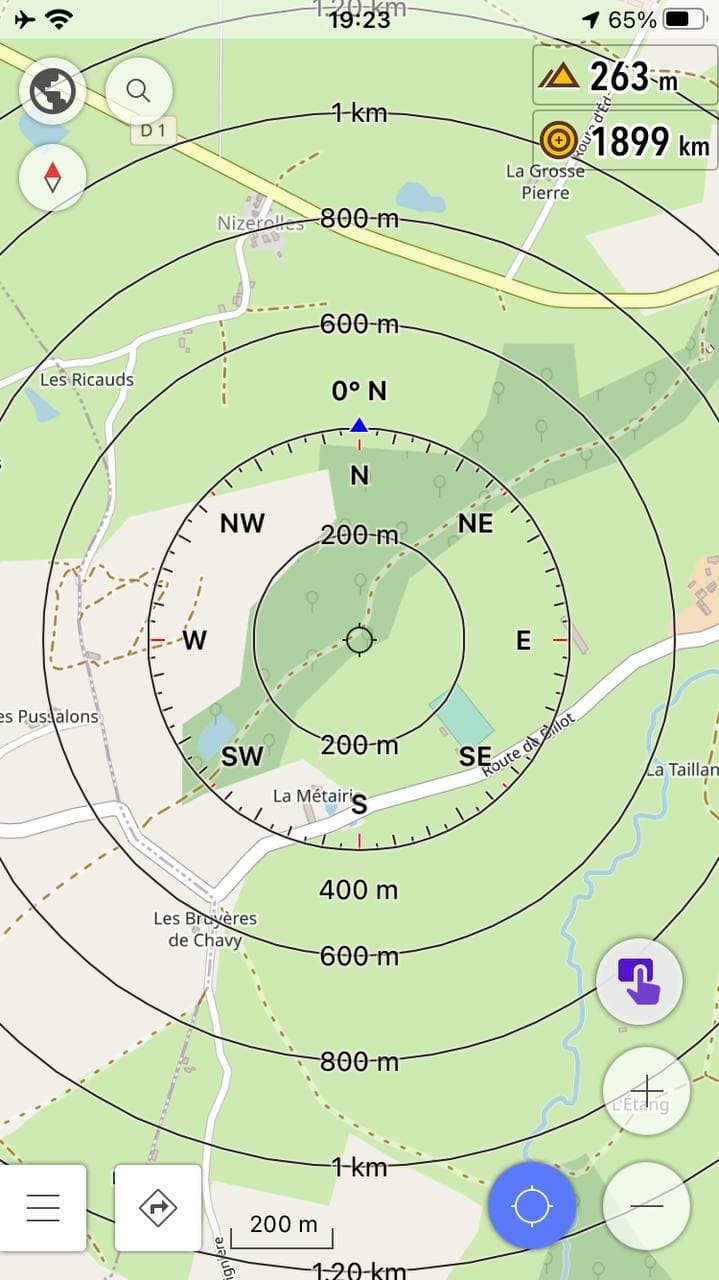 1.20 km
19:23
65%
263 m
1 km
D 1
1899 km
La Grosse
Pierre
800 m
Nizerolles
600 m
Les Ricauds
0° N
N
NW
NE
200 m
W
E
es Pussalons
200 m
SW
SE
Route de Billot
La Taillan
La Métairi
S
400 m
Les Bruyères
de Chavy
600 m
800 m
L'Étang
1 km
200 m
1.20 km